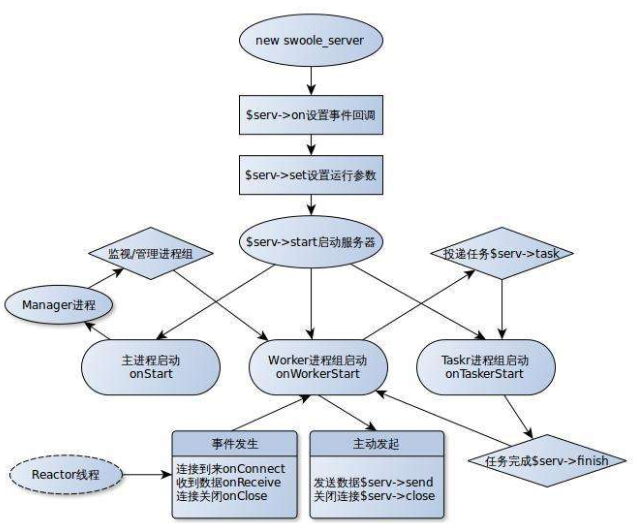 new swoole_server
$serv->on设置事件回调
$serv->set设置运行参数
$serv->start启动服务器
监视/管理进程组
投递任务$serv->task
Manager进程
主进程启动
onStart
Worker进程组启动
onWorkerStart
Taskr进程组启动
onTaskerStart
事件发生
连接到来onConnect
收到数据onReceive
连接关闭onClose
主动发起
发送数据$serv->send
关闭连接$serv->close
Reactor线程
任务完成$serv->finish